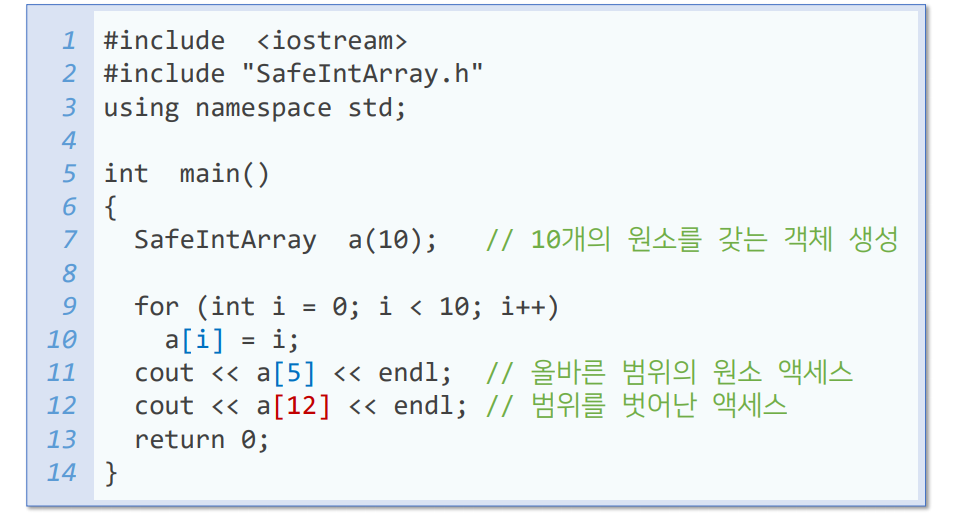 1 #include  <iostream>
2 #include "SafeIntArray.h"
3 using namespace std;
4
5 int  main()
6 {
7   SafeIntArray  a(10);   // 10개의 원소를 갖는 객체 생성
8
9   for (int i = 0; i < 10; i++)
10     a[i] = i;
11   cout << a[5] << endl;  // 올바른 범위의 원소 액세스
12   cout << a[12] << endl; // 범위를 벗어난 액세스
13   return 0;
14 }